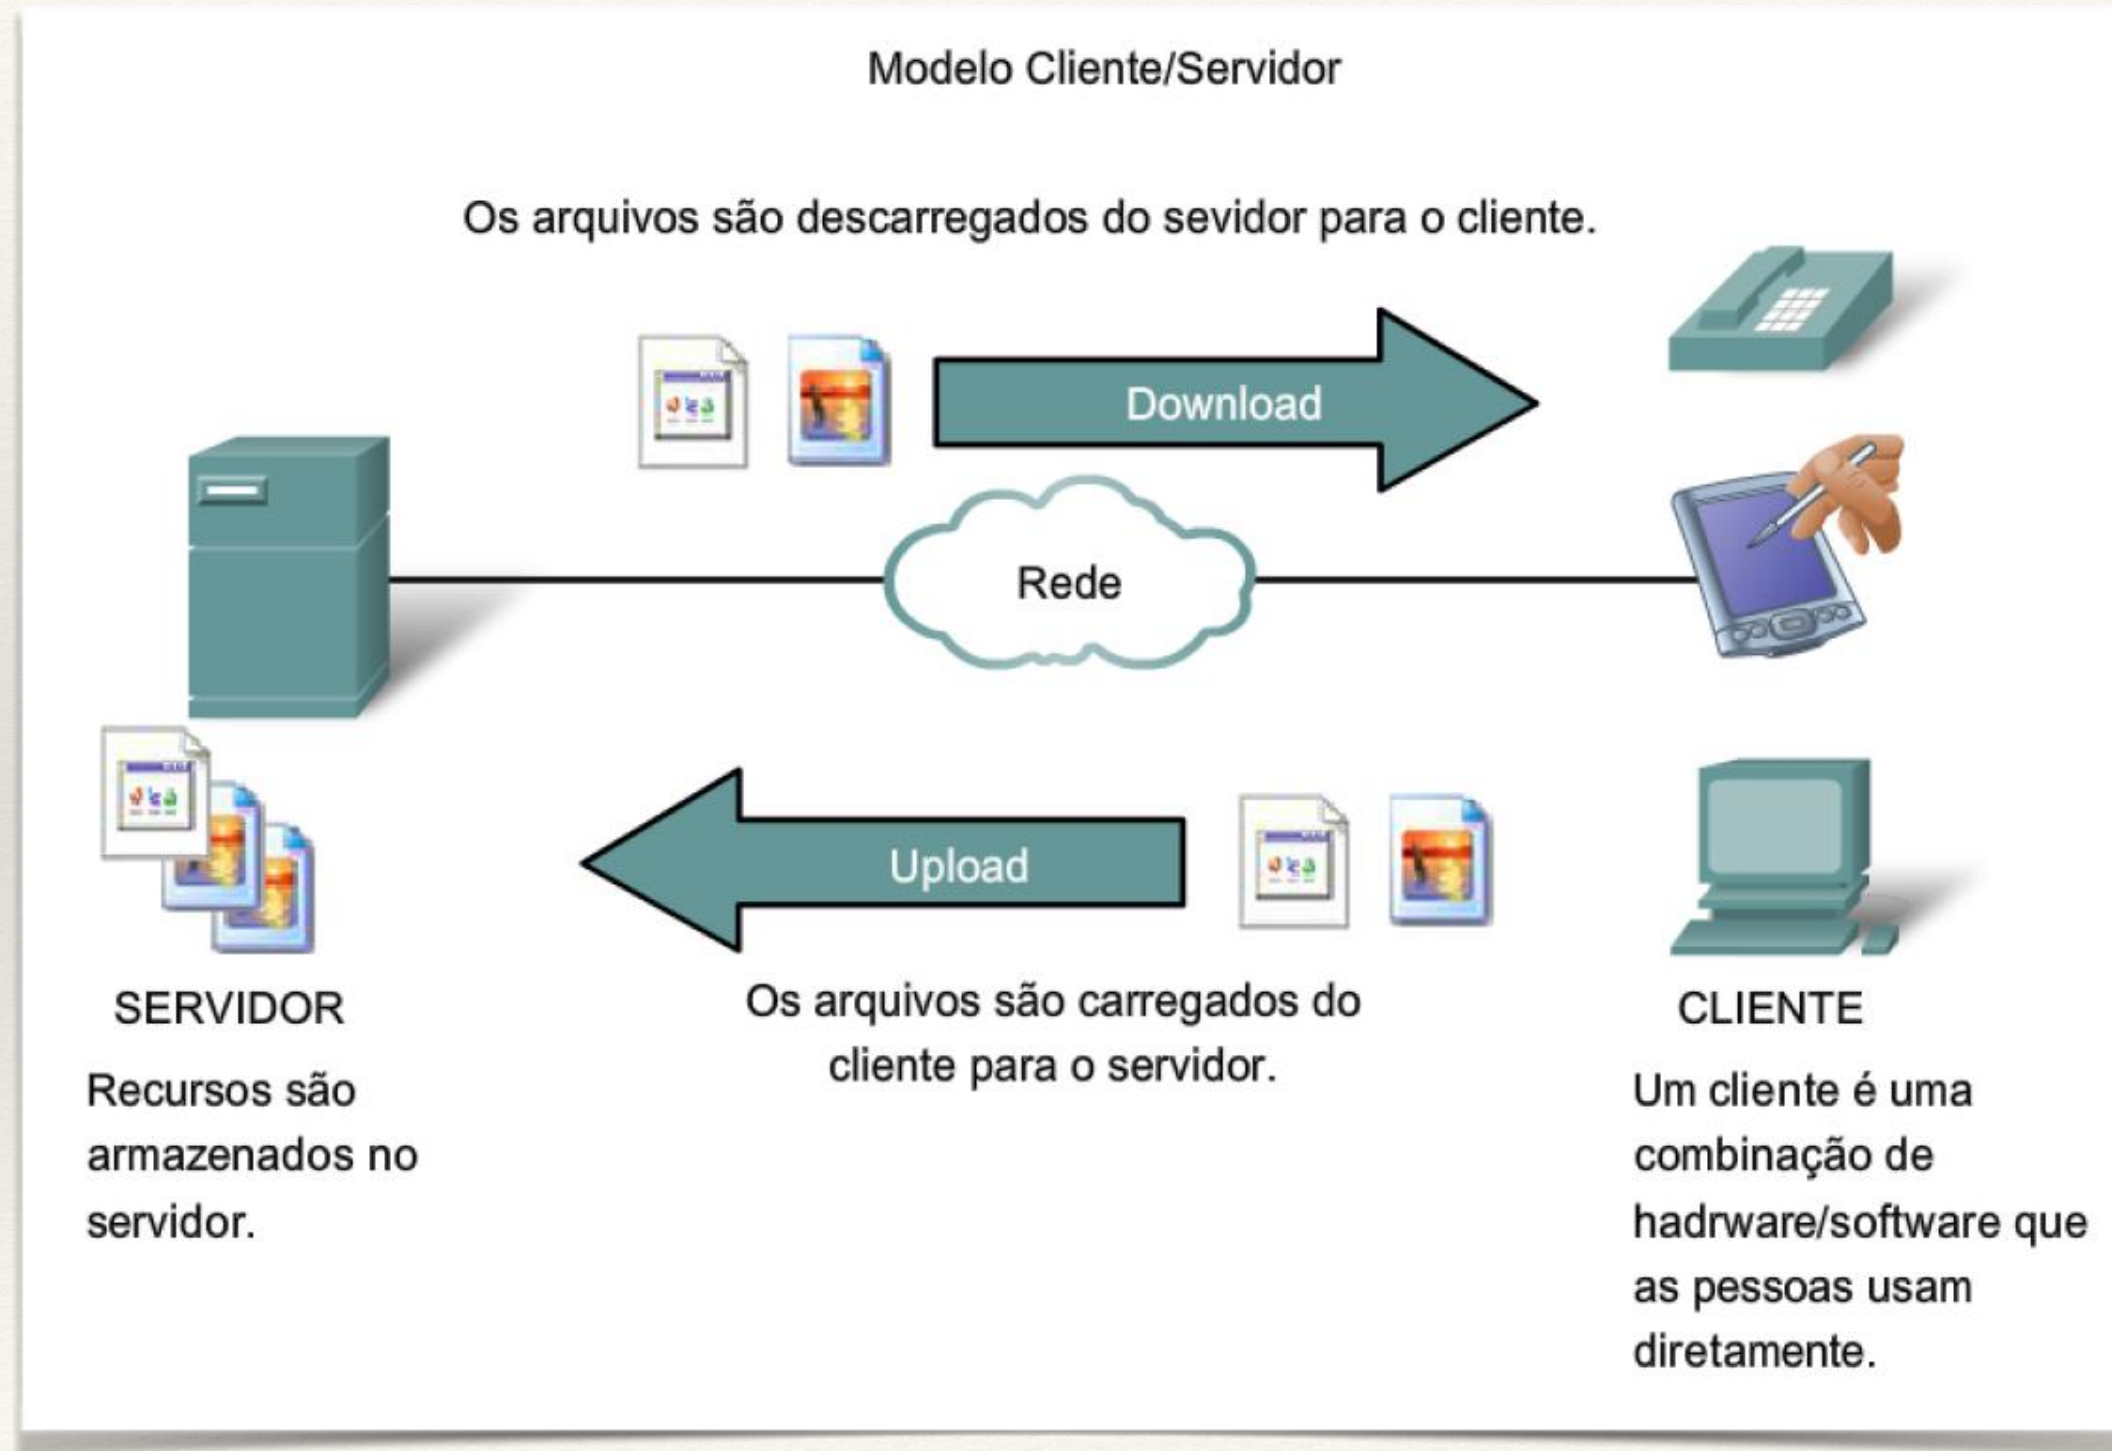 Modelo Cliente/Servidor
Os arquivos são descarregados do sevidor para o cliente.
Download
Rede
Upload
SERVIDOR
Recursos são
armazenados no
servidor.
Os arquivos são carregados do
cliente para o servidor.
CLIENTE
Um cliente é uma
combinação de
hadrware/software que
as pessoas usam
diretamente.